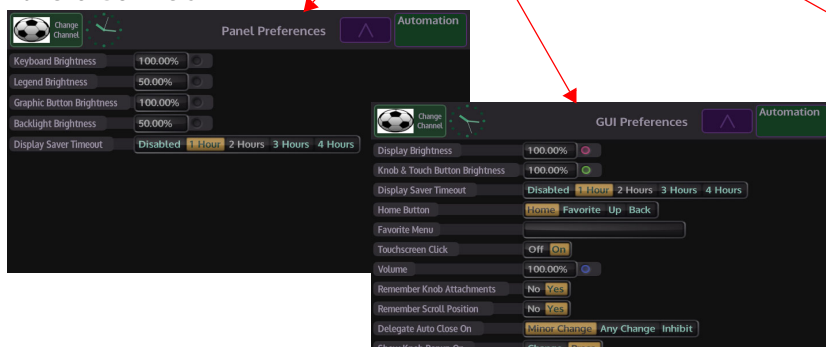 Change
Channel
Panel Preferences
Automation
Keyboard Brightness 100.00%
Legend Brightness 50.00%
Graphic Button Brightness 100.00%
Backlight Brightness 50.00%
Display Saver Timeout Disabled 1 Hour 2 Hours 3 Hours 4 Hours
Change
Channel
GUI Preferences
Automation
Display Brightness 100.00%
Knob & Touch Button Brightness 100.00%
Display Saver Timeout Disabled 1 Hour 2 Hours 3 Hours 4 Hours
Home Button Home Favorite Up Back
Favorite Menu
Touchscreen Click Off On
Volume 100.00%
Remember Knob Attachments No Yes
Remember Scroll Position No Yes
Delegate Auto Close On Minor Change Any Change Inhibit